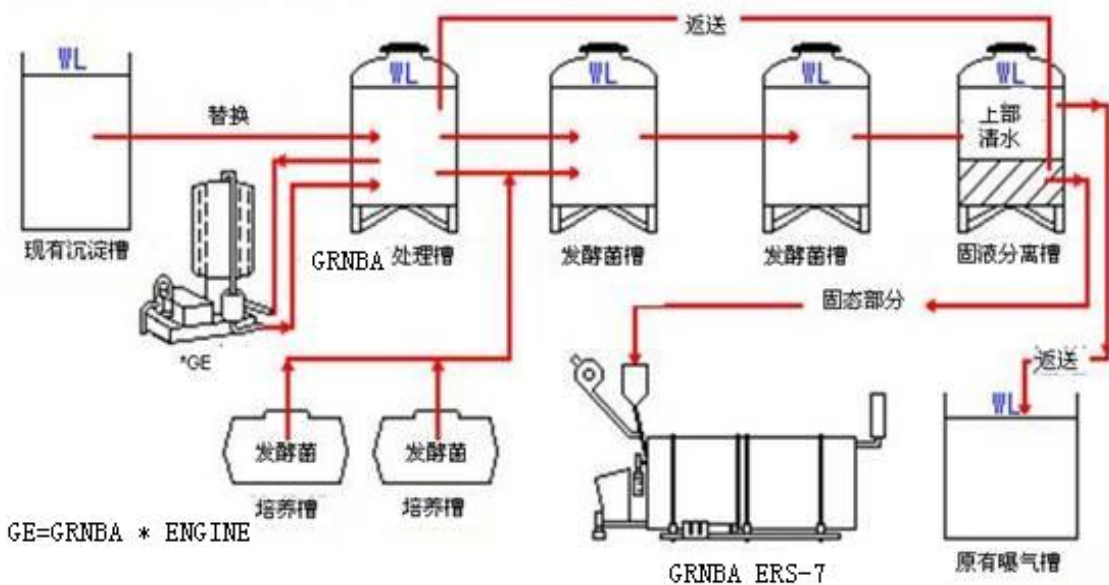 返送
WL
WL
WL
WL
WL
替换
上部
清水
现有沉淀槽
GRNBA 处理槽
发酵菌槽
发酵菌槽
固液分离槽
*GE
固态部分
返送
WL
发酵菌
发酵菌
培养槽
培养槽
GE=GRNBA * ENGINE
GRNBA ERS-7
原有曝气槽